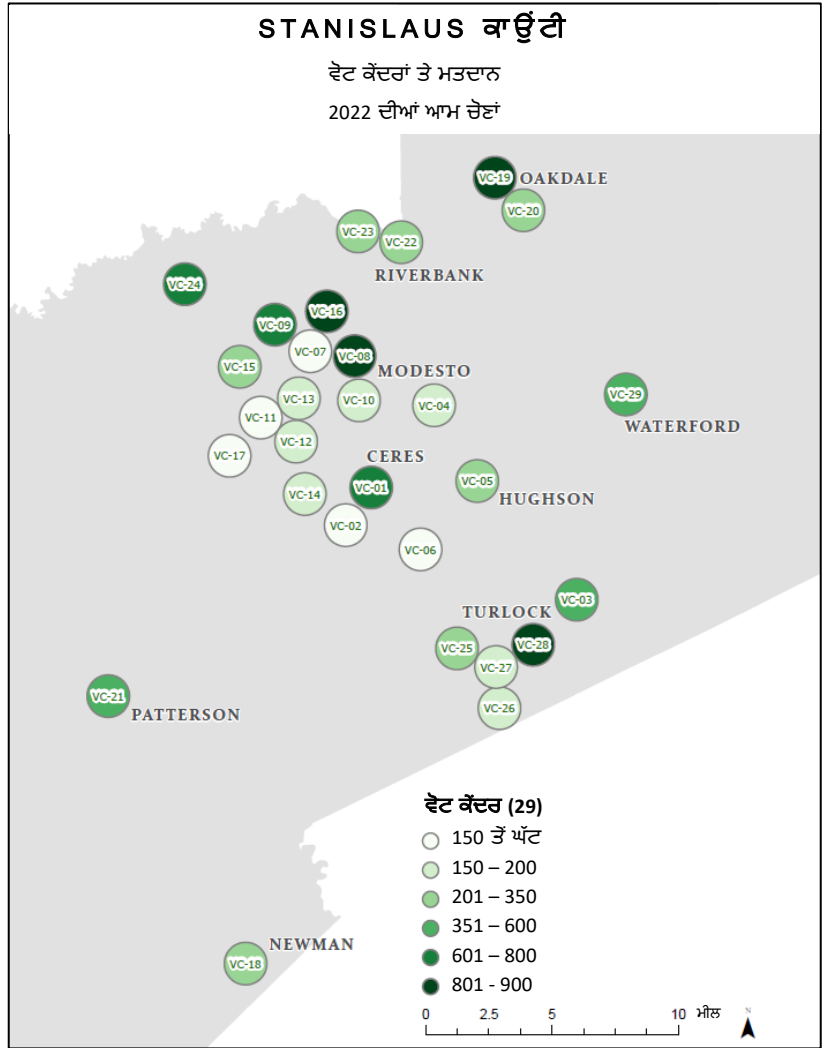 STANISLAUS ਕਾਉਂਟੀ
ਵੋਟ ਕੇਂਦਰਾਂ ਤੇ ਮਤਦਾਨ
2022 ਦੀਆਂ ਆਮ ਚੋਣਾਂ
VC-19 OAKDALE
VC-20
VC-23
VC-22
RIVERBANK
VC-24
VC-16
VC-09
VC-07
VC-08
VC-15
MODESTO
VC-13
VC-10
VC-04
VC-29
VC-11
WATERFORD
VC-12
VC-17
CERES
VC-14
VC-01
VC-05
HUGHSON
VC-02
VC-06
VC-03
TURLOCK
VC-25
VC-28
VC-27
VC-21
VC-26
PATTERSON
ਵੋਟ ਕੇਂਦਰ (29)
150 ਤੋਂ ਘੱਟ
150 – 200
201 – 350
351 – 600
601 – 800
801 - 900
NEWMAN
VC-18
0 2.5 5 10 ਮੀਲ
N